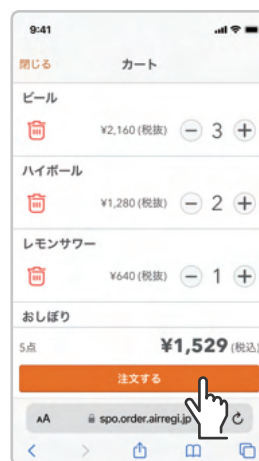 9:41
閉じる カート
ビール
¥2,160 (税抜) 3
ハイボール
¥1,280 (税抜) 2
レモンサワー
¥640 (税抜) 1
おしぼり
5点 ¥1,529 (税込)
注文する
AA spo.order.airregi.jp